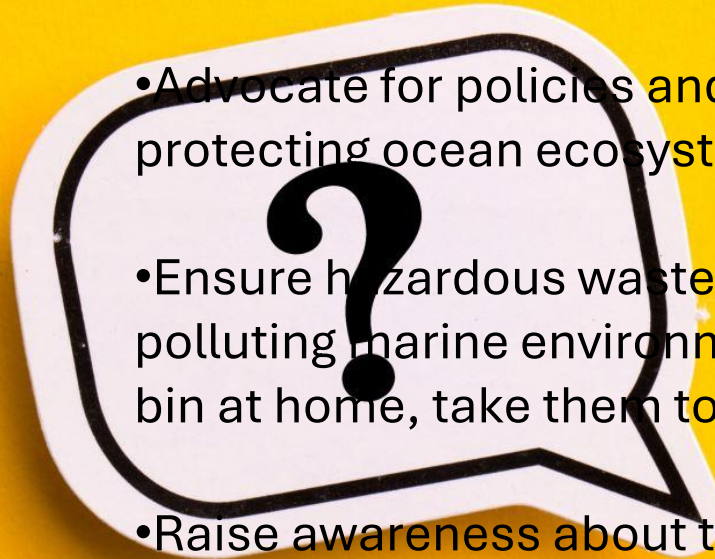 •Advocate for policies and
protecting ocean
•Ensure hazardous waste
polluting marine
bin at home, take them to
•Raise awareness about
?